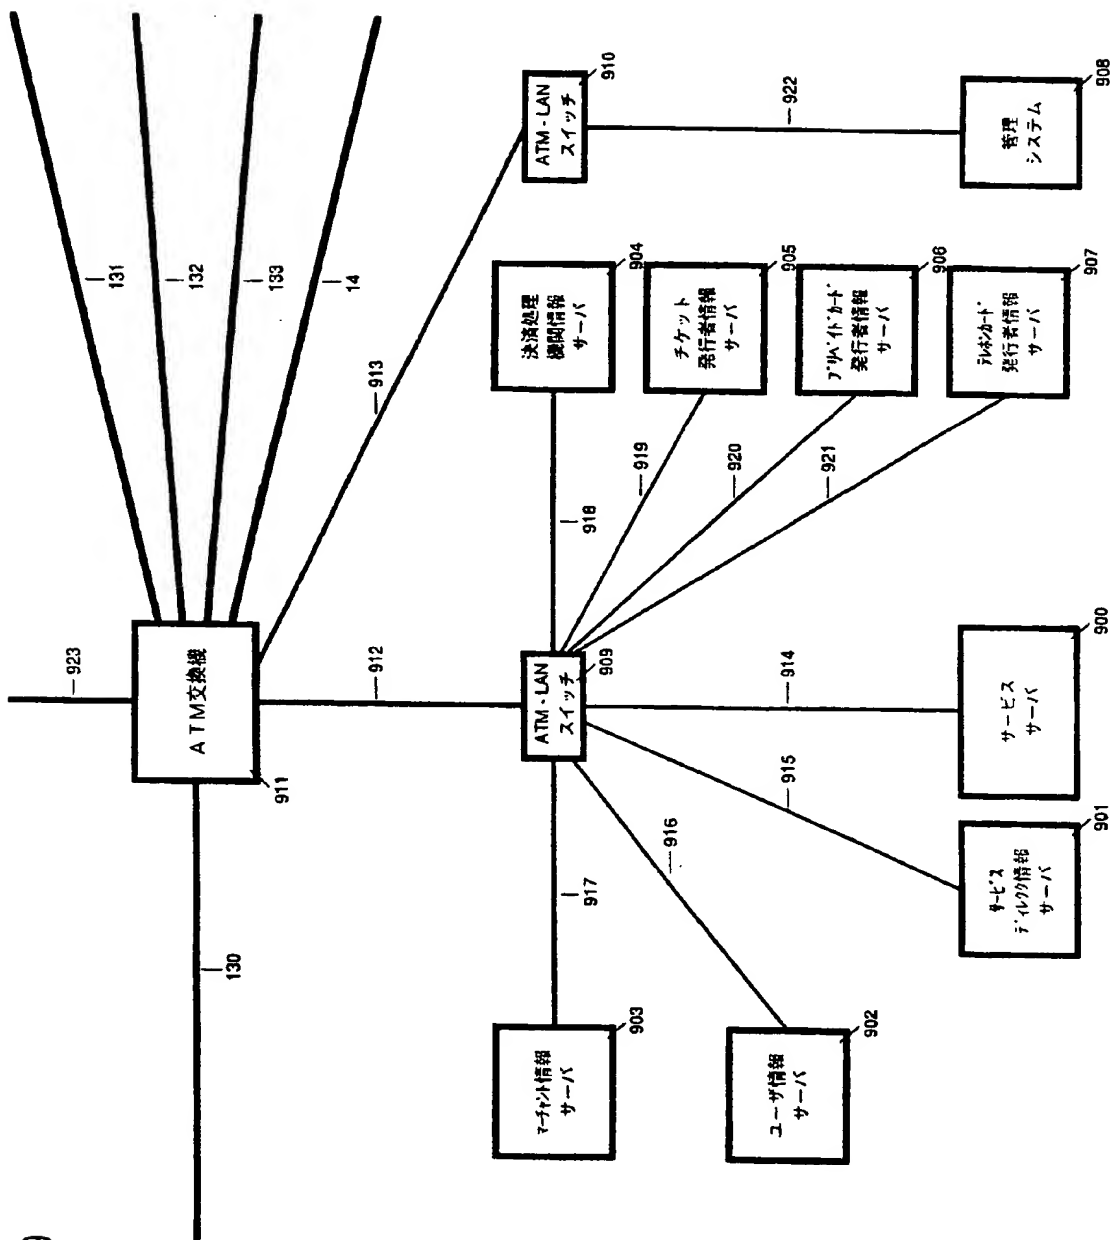 923
ATM交換機
911
130
131
132
133
14
912
913
ATM-LAN
スイッチ
910
922
管理
システム
908
ATM-LAN
スイッチ
909
918
決済処理
機関情報
サーバ
904
919
チケット
発行者情報
サーバ
905
920
プリペイドカード
発行者情報
サーバ
906
921
テレホンカード
発行者情報
サーバ
907
914
サービス
サーバ
900
915
サービス
ディレクタ情報
サーバ
901
916
ユーザ情報
サーバ
902
917
マーチャント情報
サーバ
903